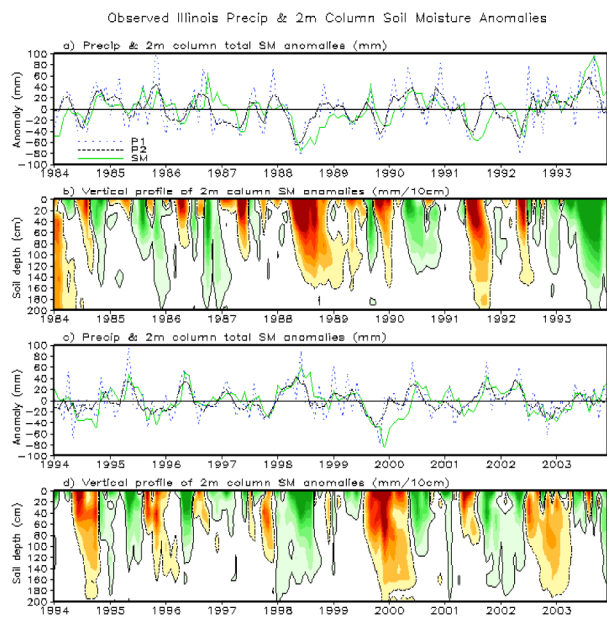 Observed Illinois Precip & 2m Column Soil Moisture Anomalies
a) Precip & 2m column total SM anomalies (mm)
Anomaly (mm)
100
80
60
40
20
0
-20
-40
-60
-80
-100
P1
P2
SM
1984 1985 1986 1987 1988 1989 1990 1991 1992 1993
b) Vertical profile of 2m column SM anomalies (mm/10cm)
Soil depth (cm)
0
20
40
60
80
100
120
140
160
180
200
1984 1985 1986 1987 1988 1989 1990 1991 1992 1993
c) Precip & 2m column total SM anomalies (mm)
Anomaly (mm)
100
80
60
40
20
0
-20
-40
-60
-80
-100
1994 1995 1996 1997 1998 1999 2000 2001 2002 2003
d) Vertical profile of 2m column SM anomalies (mm/10cm)
Soil depth (cm)
0
20
40
60
80
100
120
140
160
180
200
1994 1995 1996 1997 1998 1999 2000 2001 2002 2003